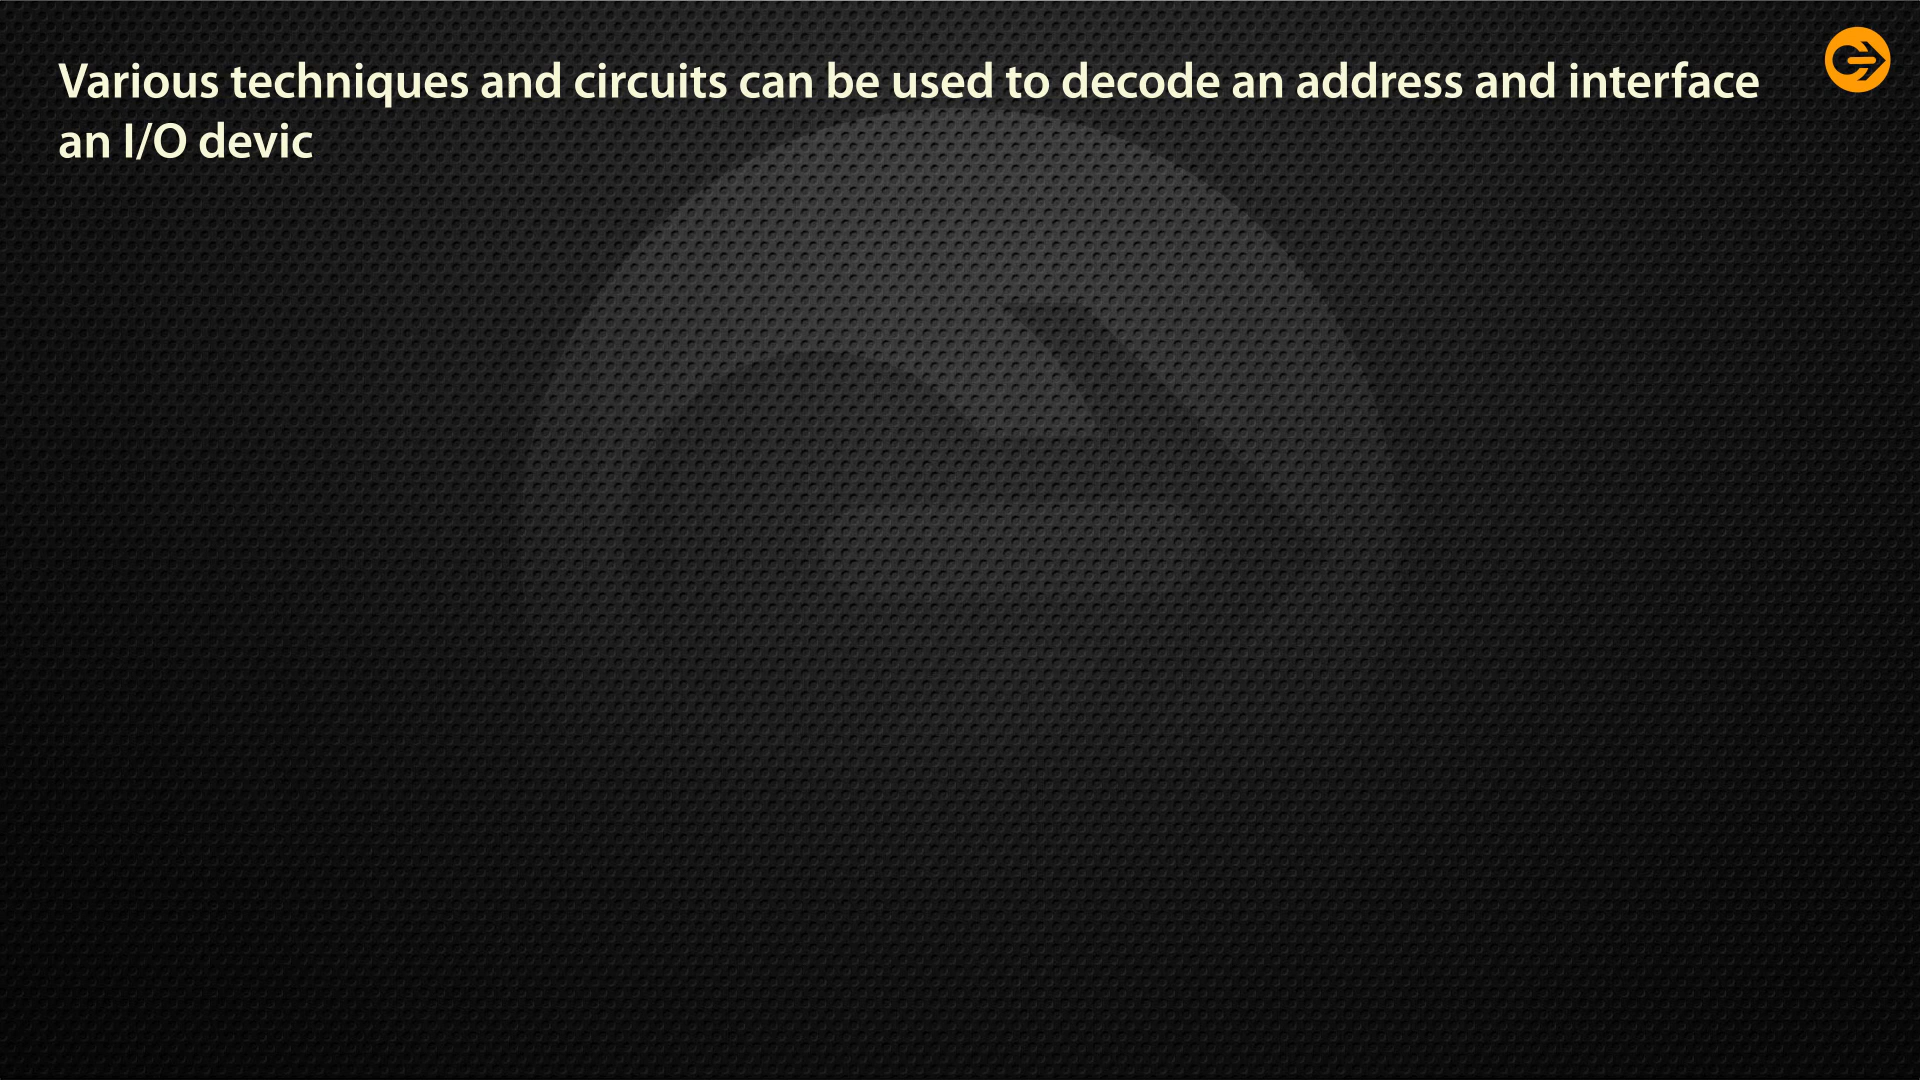 Various techniques and circuits can be used to decode an address and interface
an I/O devic